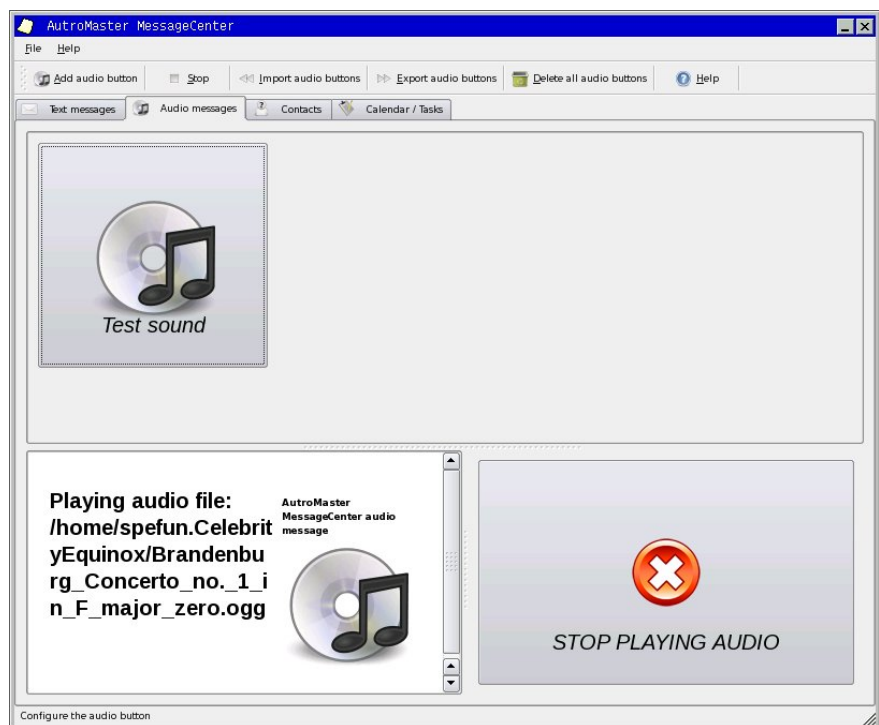 AutroMaster MessageCenter
File Help
Add audio button Stop Import audio buttons Export audio buttons Delete all audio buttons Help
Text messages Audio messages Contacts Calendar / Tasks
Test sound
Playing audio file:
/home/spefun.Celebrit
yEquinox/Brandenbu
rg_Concerto_no._1_i
n_F_major_zero.ogg
AutroMaster
MessageCenter audio
message
STOP PLAYING AUDIO
Configure the audio button